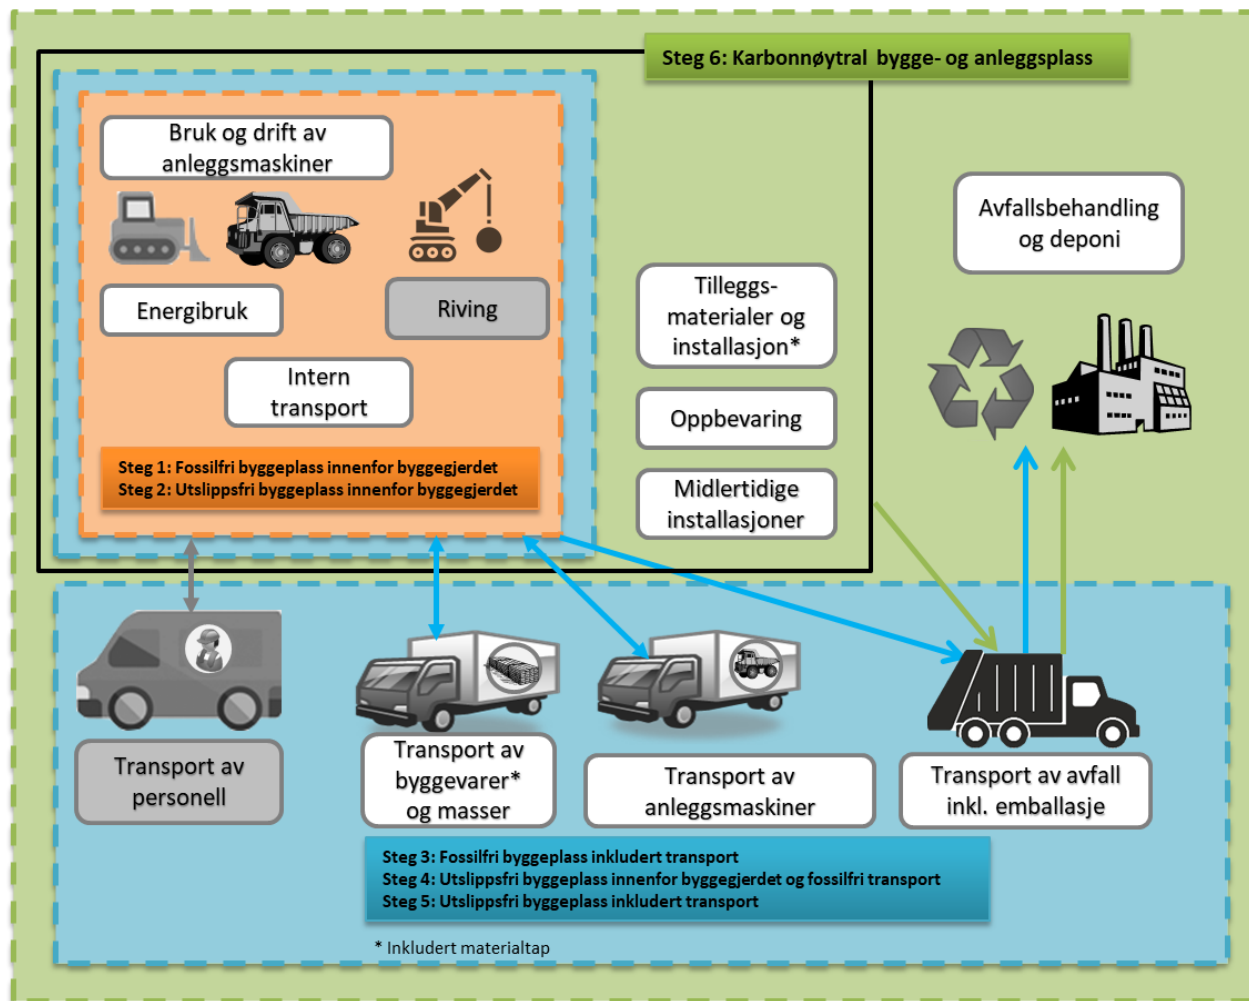 Steg 6: Karbonnøytral bygge- og anleggsplass
Bruk og drift av
anleggsmaskiner
Energibruk
Riving
Intern
transport
Steg 1: Fossilfri byggeplass innenfor byggegjerdet
Steg 2: Utslippsfri byggeplass innenfor byggegjerdet
Tilleggs-
materialer og
installasjon*
Oppbevaring
Midlertidige
installasjoner
Avfallsbehandling
og deponi
Transport av
personell
Transport av
byggevarer*
og masser
Transport av
anleggsmaskiner
Transport av avfall
inkl. emballasje
Steg 3: Fossilfri byggeplass inkludert transport
Steg 4: Utslippsfri byggeplass innenfor byggegjerdet og fossilfri transport
Steg 5: Utslippsfri byggeplass inkludert transport
* Inkludert materialtap